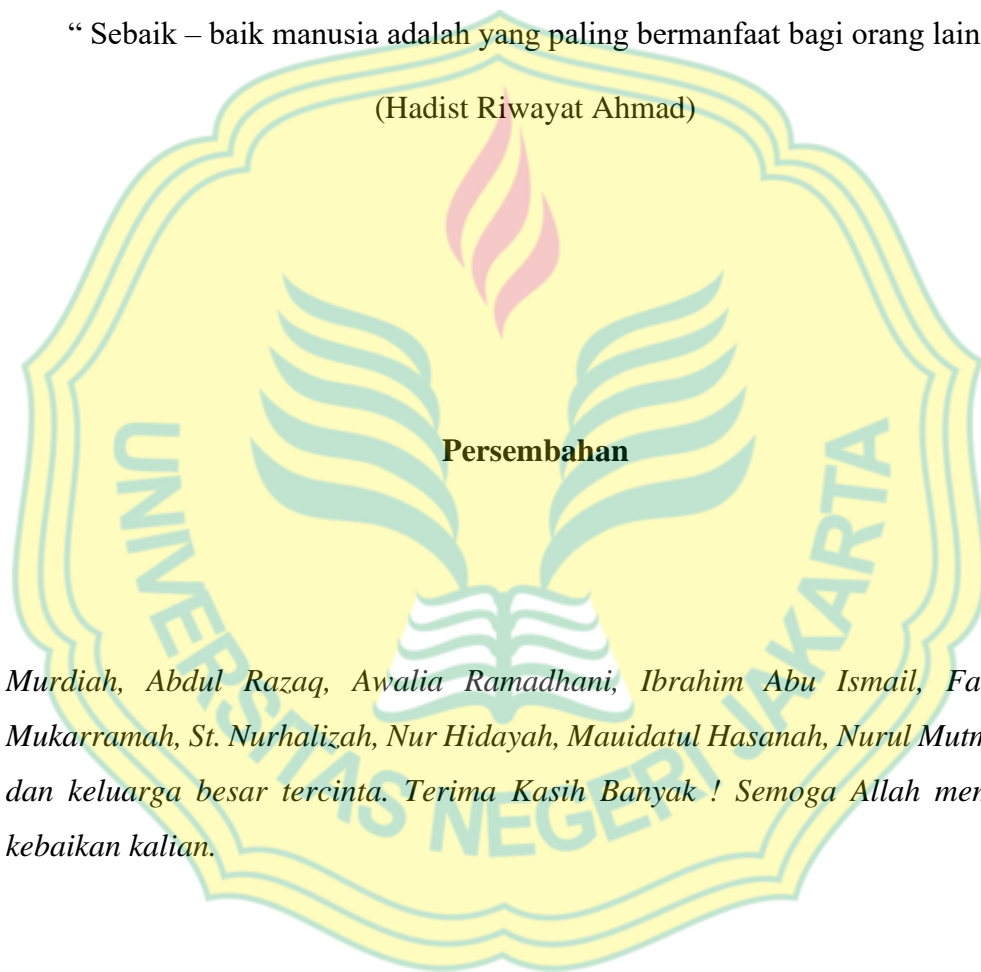 “ Sebaik – baik manusia adalah yang paling bermanfaat bagi orang lain
(Hadist Riwayat Ahmad)
Persembahan
Murdiah, Abdul Razaq, Awalia Ramadhani, Ibrahim Abu Ismail,
Mukarramah, St. Nurhalizah, Nur Hidayah, Mauidatul Hasanah, Nurul
dan keluarga besar tercinta. Terima Kasih Banyak ! Semoga Allah
kebaikan kalian.
UNIVERSITAS NEGERI JAKARTA